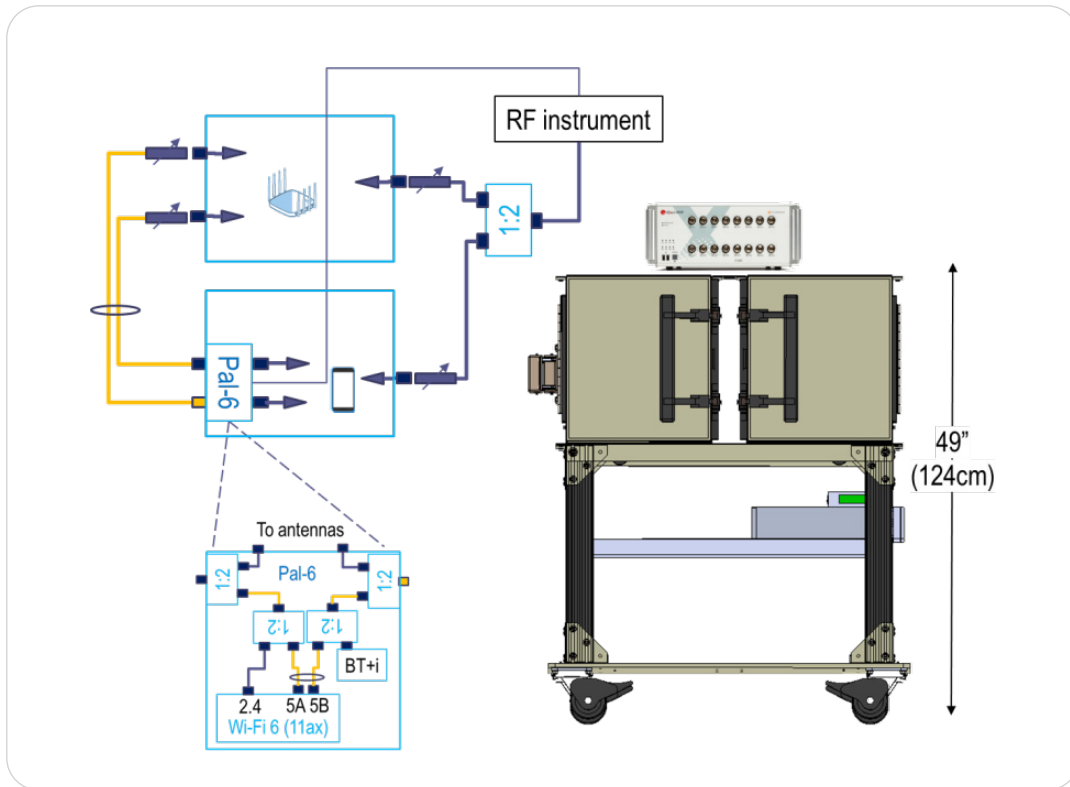 RF instrument
1:2
Pal-6
49”
(124cm)
To antennas
1:2
Pal-6
1:2
1:2
1:2
BT+i
2.4
5A 5B
Wi-Fi 6 (11ax)